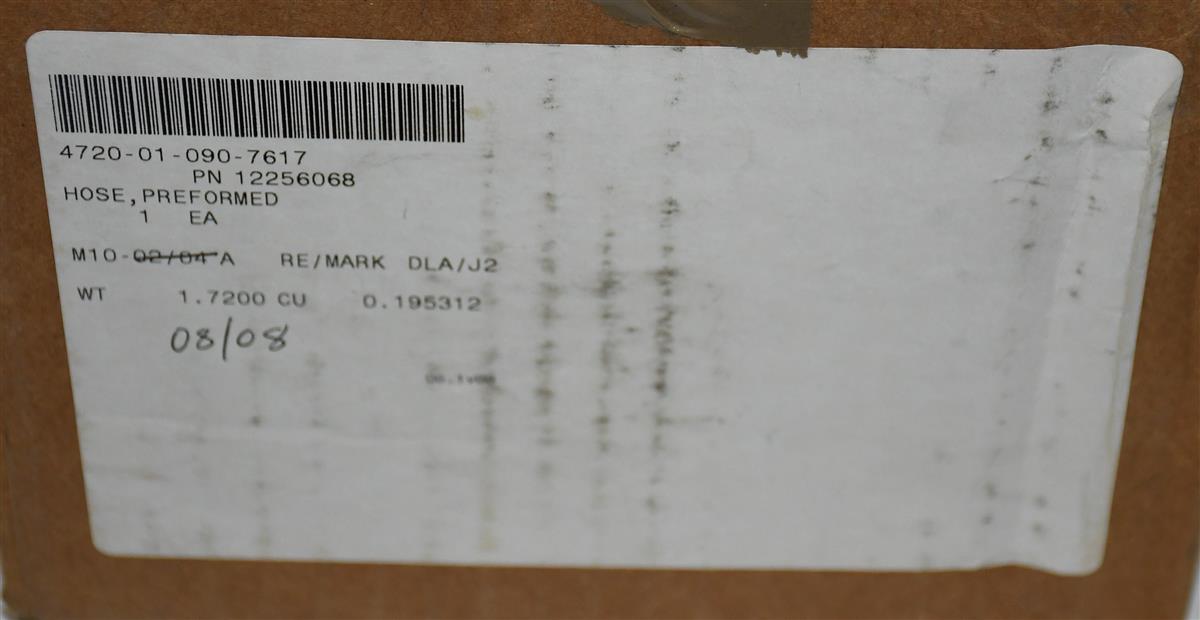 4720-01-090-7617
PN 12256068
HOSE,PREFORMED
1 EA
M10-02/04 A RE/MARK DLA/J2
WT 1.7200 CU 0.195312
08/08